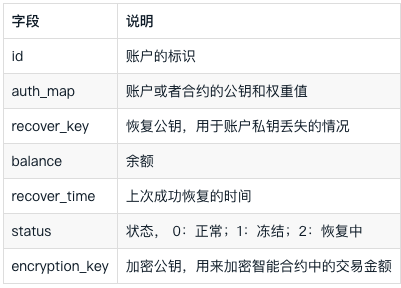 字段 说明
id 账户的标识
auth_map 账户或者合约的公钥和权重值
recover_key 恢复公钥，用于账户私钥丢失的情况
balance 余额
recover_time 上次成功恢复的时间
status 状态， 0：正常；1：冻结；2：恢复中
encryption_key 加密公钥，用来加密智能合约中的交易金额